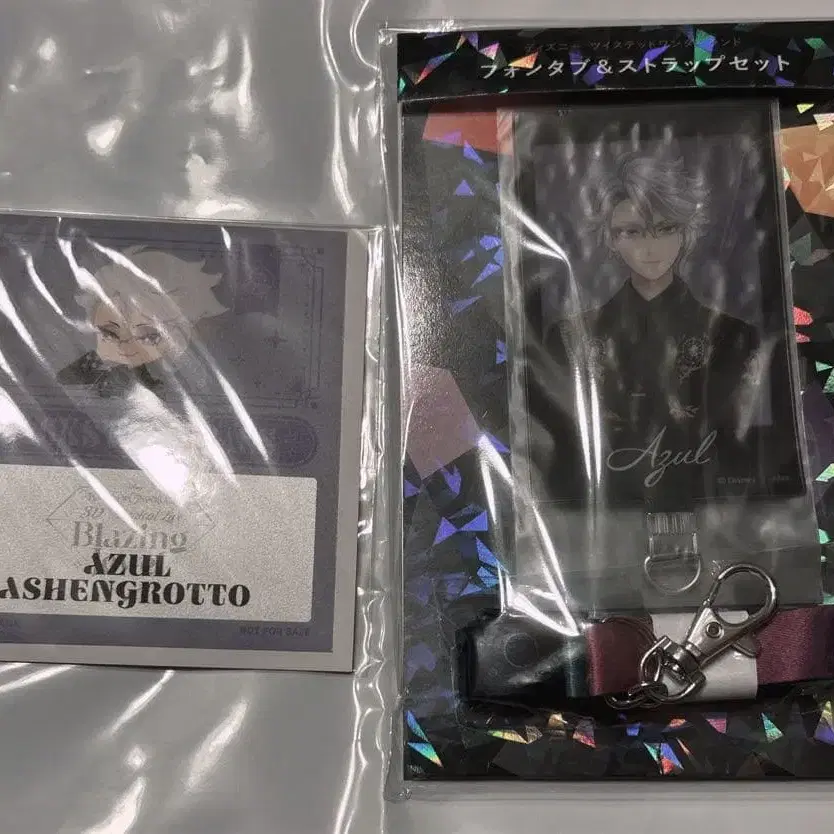 ディズニー ツイステッドワンダーランド
フォンタブ&ストラップセット
Azul
© Disney
Blazing
AZUL
ASHENGROTTO
NOT FOR SALE